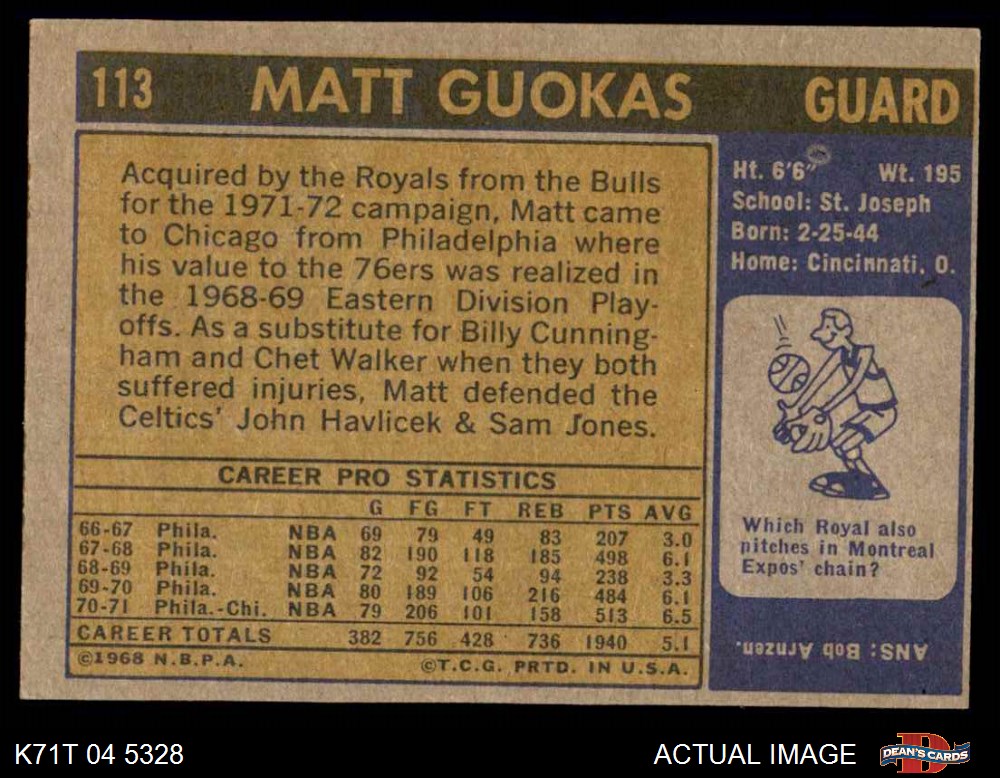 113 MATT GUOKAS GUARD
Acquired by the Royals from the Bulls
for the 1971-72 campaign, Matt came
to Chicago from Philadelphia where
his value to the 76ers was realized in
the 1968-69 Eastern Division Play-
offs. As a substitute for Billy Cunning-
ham and Chet Walker when they both
suffered injuries, Matt defended the
Celtics' John Havlicek & Sam Jones.
CAREER PRO STATISTICS
G FG FT REB PTS AVG
66-67 Phila. NBA 69 79 49 83 207 3.0
67-68 Phila. NBA 82 190 118 185 498 6.1
68-69 Phila. NBA 72 92 54 94 238 3.3
69-70 Phila. NBA 80 189 106 216 484 6.1
70-71 Phila.-Chi. NBA 79 206 101 158 513 6.5
CAREER TOTALS 382 756 428 736 1940 5.1
©1968 N.B.P.A. ©T.C.G. PRTD. IN U.S.A.
Ht. 6'6" Wt. 195
School: St. Joseph
Born: 2-25-44
Home: Cincinnati, O.
Which Royal also
pitches in Montreal
Expos' chain?
ANS: Bob Arnzen.
K71T 04 5328
ACTUAL IMAGE
DEAN'S CARDS